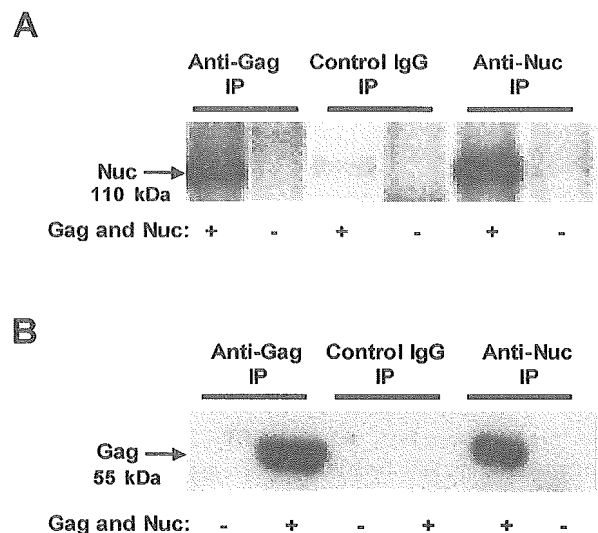 A
Anti-Gag IP Control IgG IP Anti-Nuc IP
Nuc
110 kDa
Gag and Nuc: + - + - + -
B
Anti-Gag IP Control IgG IP Anti-Nuc IP
Gag
55 kDa
Gag and Nuc: - + - + + -